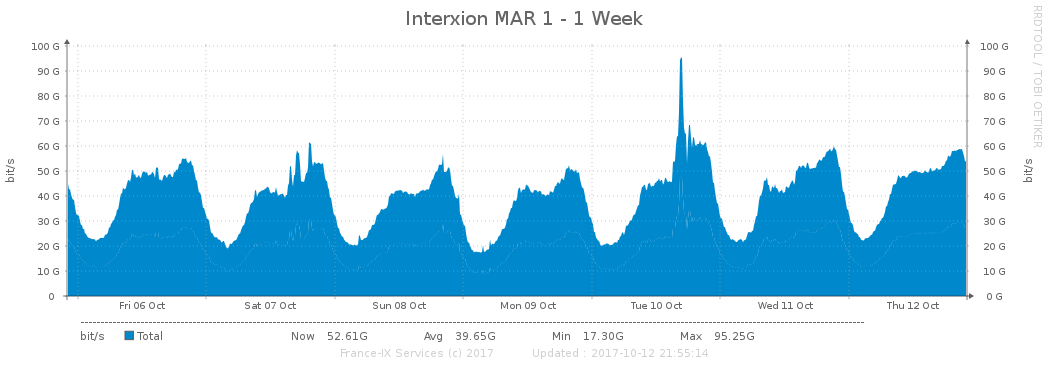 Interxion MAR 1 - 1 Week
RRDTOOL / TOBI OETIKER
bit/s
bit/s
100 G 100 G
90 G 90 G
80 G 80 G
70 G 70 G
60 G 60 G
50 G 50 G
40 G 40 G
30 G 30 G
20 G 20 G
10 G 10 G
0 0 G
Fri 06 Oct Sat 07 Oct Sun 08 Oct Mon 09 Oct Tue 10 Oct Wed 11 Oct Thu 12 Oct
bit/s Total Now 52.61G Avg 39.65G Min 17.30G Max 95.25G
France-IX Services (c) 2017 Updated : 2017-10-12 21:55:14